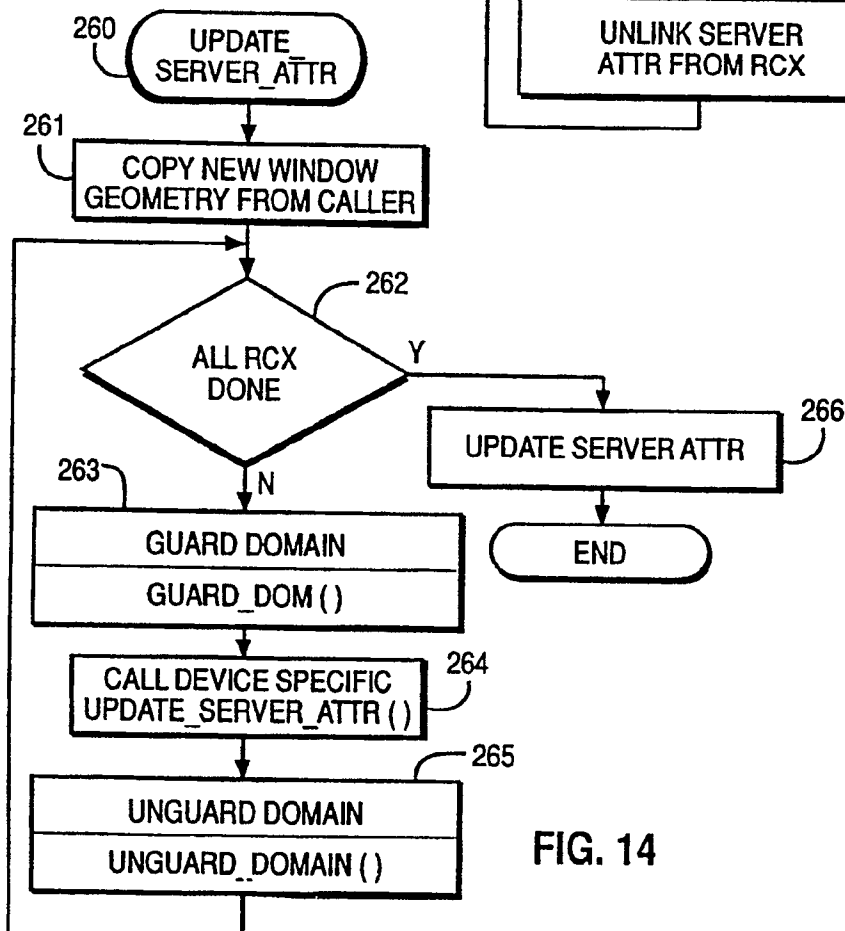 260
UPDATE_
SERVER_ATTR
UNLINK SERVER
ATTR FROM RCX
261
COPY NEW WINDOW
GEOMETRY FROM CALLER
262
ALL RCX
DONE
Y
N
UPDATE SERVER ATTR
266
END
263
GUARD DOMAIN
GUARD_DOM ( )
CALL DEVICE SPECIFIC
UPDATE_SERVER_ATTR ( )
264
265
UNGUARD DOMAIN
UNGUARD_DOMAIN ( )
FIG. 14